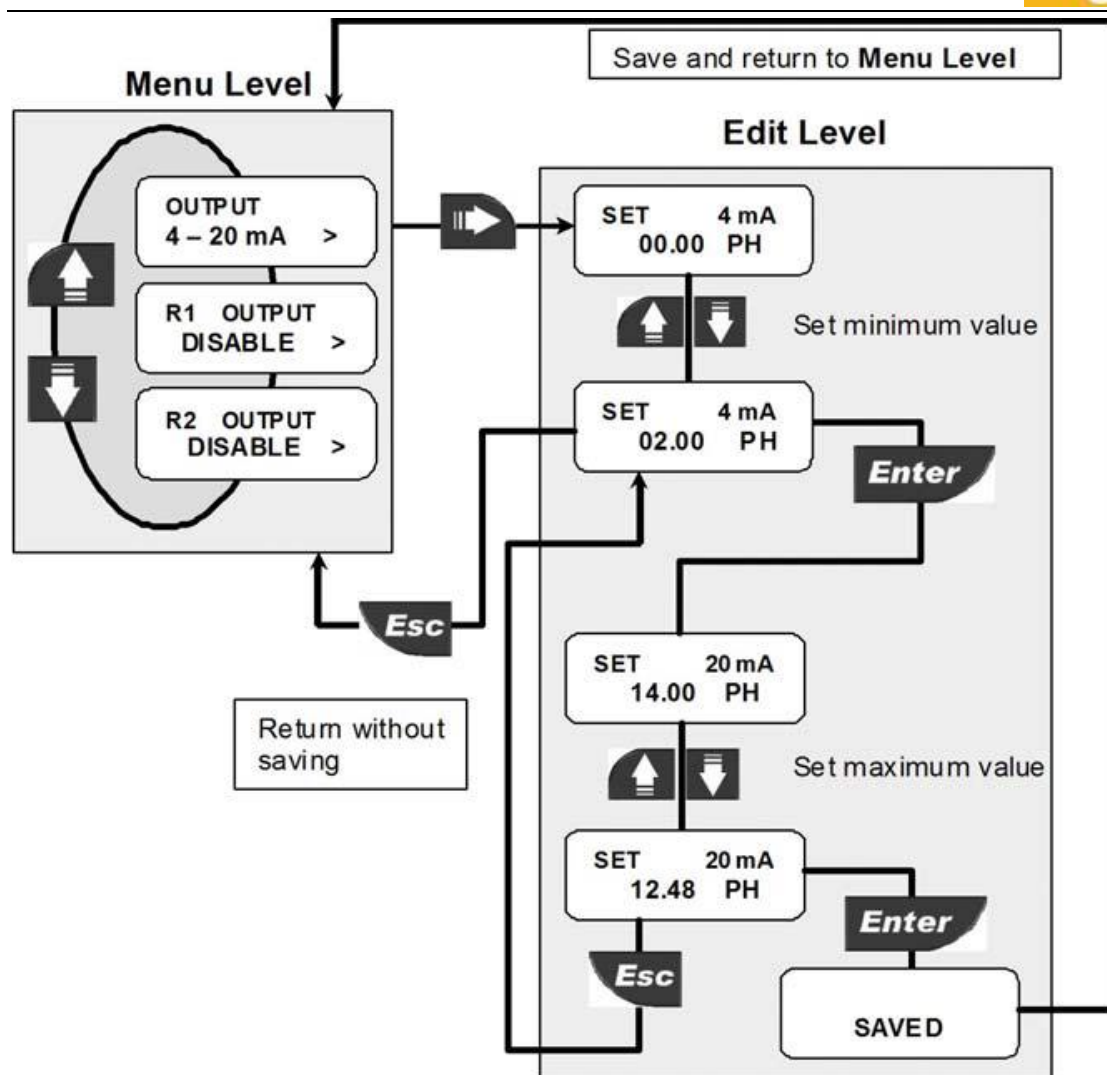 Save and return to Menu Level
Menu Level
Edit Level
OUTPUT
4 – 20 mA >
R1 OUTPUT
DISABLE >
R2 OUTPUT
DISABLE >
SET 4 mA
00.00 PH
Set minimum value
SET 4 mA
02.00 PH
Enter
Esc
Return without
saving
SET 20 mA
14.00 PH
Set maximum value
SET 20 mA
12.48 PH
Enter
Esc
SAVED